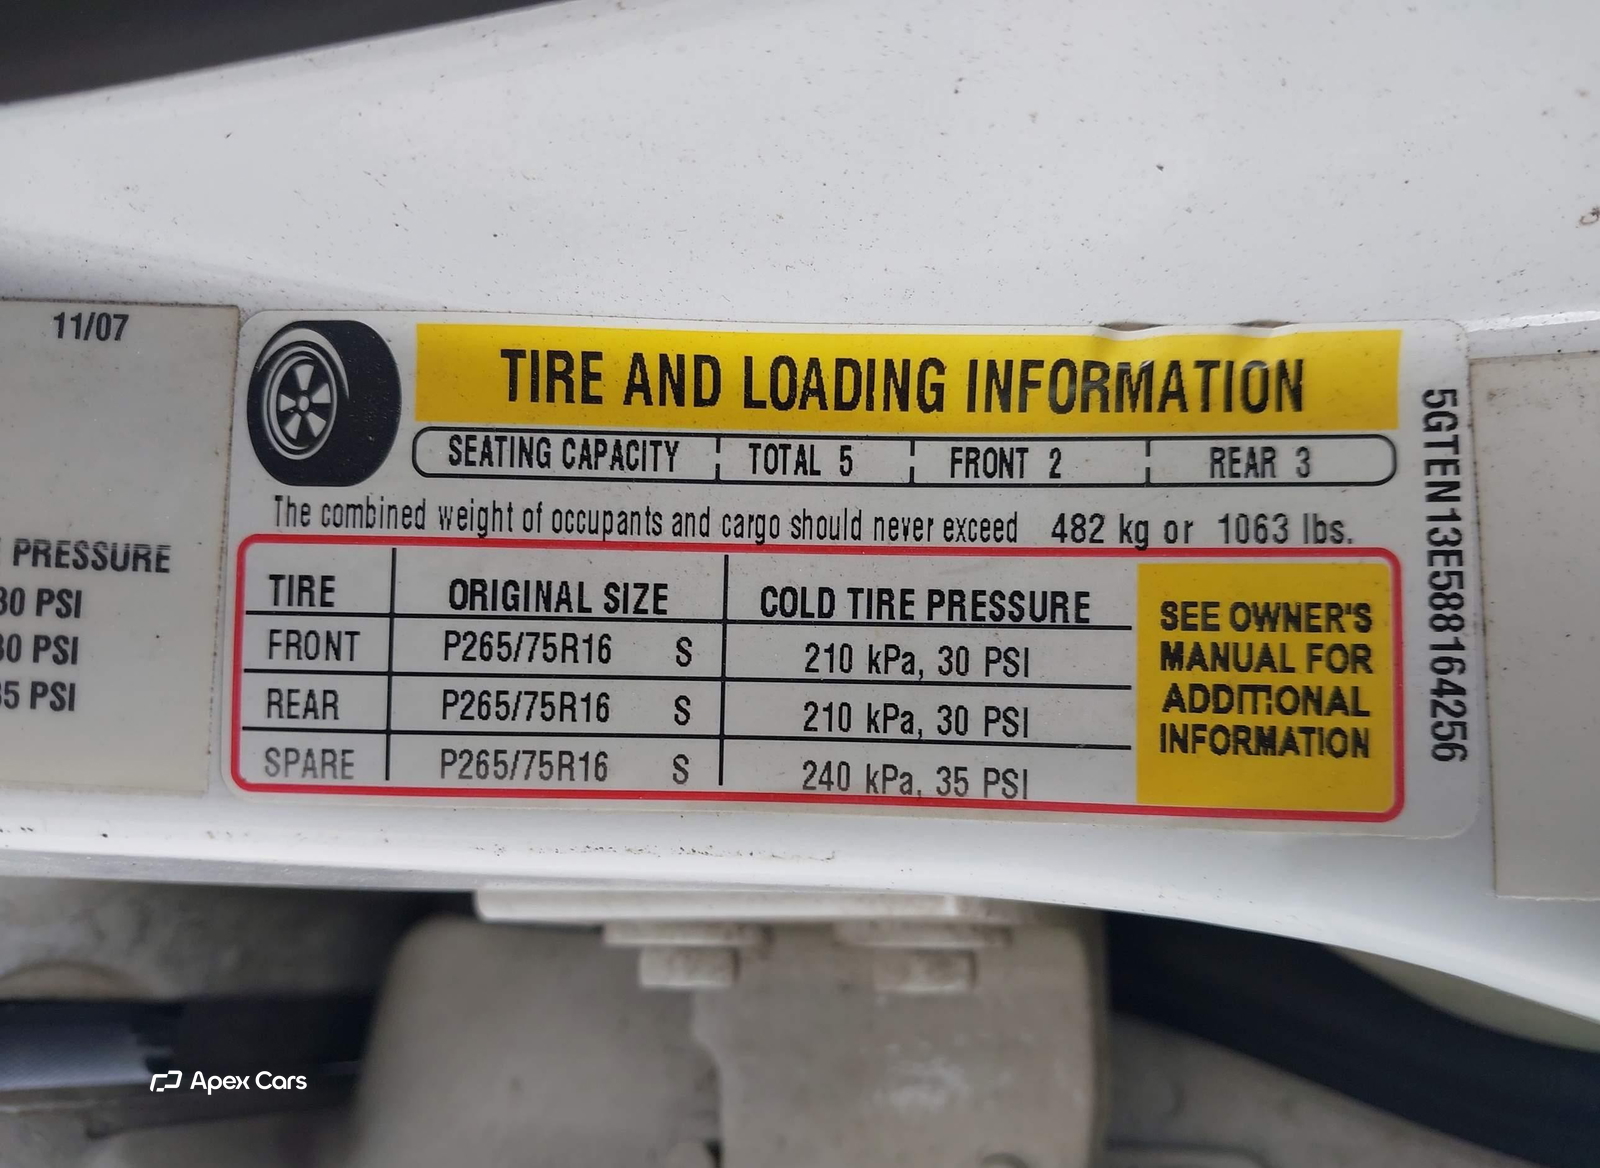 11/07
PRESSURE
30 PSI
30 PSI
35 PSI
TIRE AND LOADING INFORMATION
SEATING CAPACITY TOTAL 5 FRONT 2 REAR 3
The combined weight of occupants and cargo should never exceed 482 kg or 1063 lbs.
TIRE ORIGINAL SIZE COLD TIRE PRESSURE
FRONT P265/75R16 S 210 kPa, 30 PSI
REAR P265/75R16 S 210 kPa, 30 PSI
SPARE P265/75R16 S 240 kPa, 35 PSI
SEE OWNER'S
MANUAL FOR
ADDITIONAL
INFORMATION
5GTEN13E588164256
Apex Cars